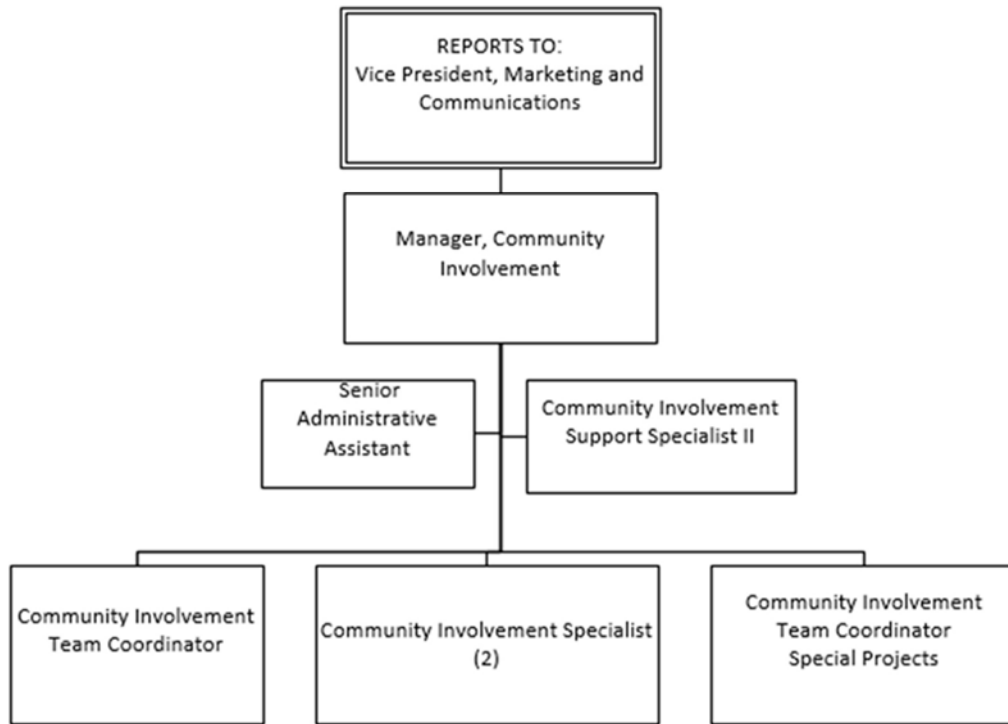 REPORTS TO:
Vice President, Marketing and
Communications
Manager, Community
Involvement
Senior
Administrative
Assistant
Community Involvement
Support Specialist II
Community Involvement
Team Coordinator
Community Involvement Specialist
(2)
Community Involvement
Team Coordinator
Special Projects